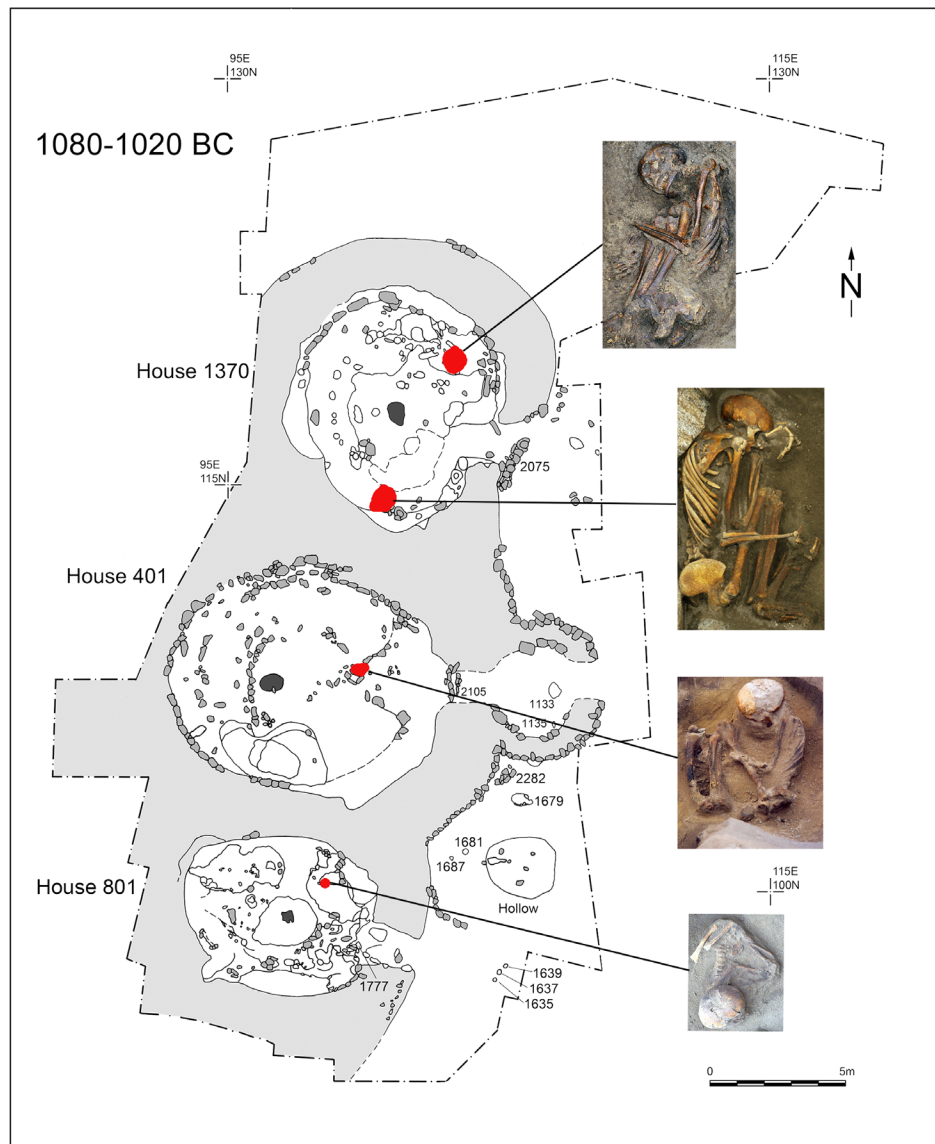 95E
130N
115E
130N
1080-1020 BC
N
House 1370
2075
95E
115N
House 401
2105
1133
1135
2282
1679
1681
1687
115E
100N
House 801
Hollow
1639
1637
1635
1777
0
5m